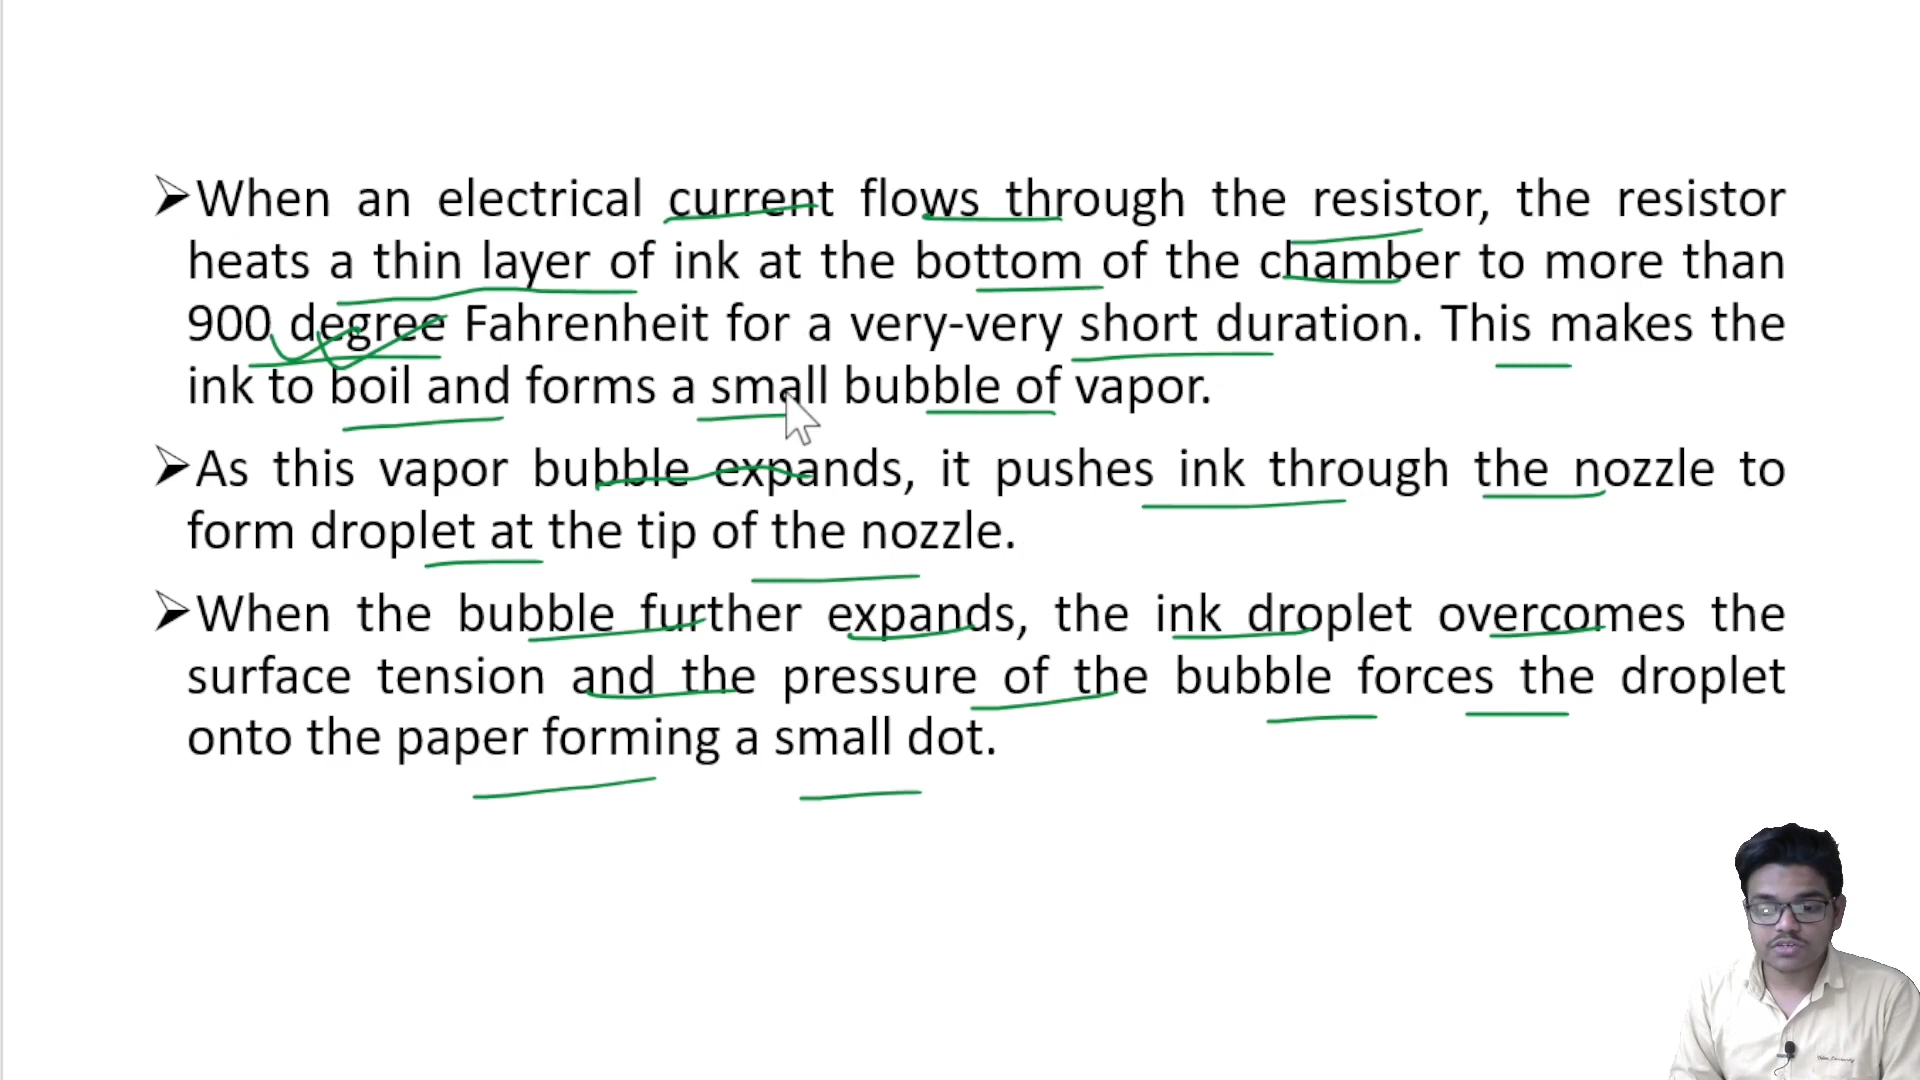 ➢When an electrical current flows through the resistor, the resistor
heats a thin layer of ink at the bottom of the chamber to more than
900 degree Fahrenheit for a very-very short duration. This makes the
ink to boil and forms a small bubble of vapor.
➢As this vapor bubble expands, it pushes ink through the nozzle to
form droplet at the tip of the nozzle.
➢When the bubble further expands, the ink droplet overcomes the
surface tension and the pressure of the bubble forces the droplet
onto the paper forming a small dot.